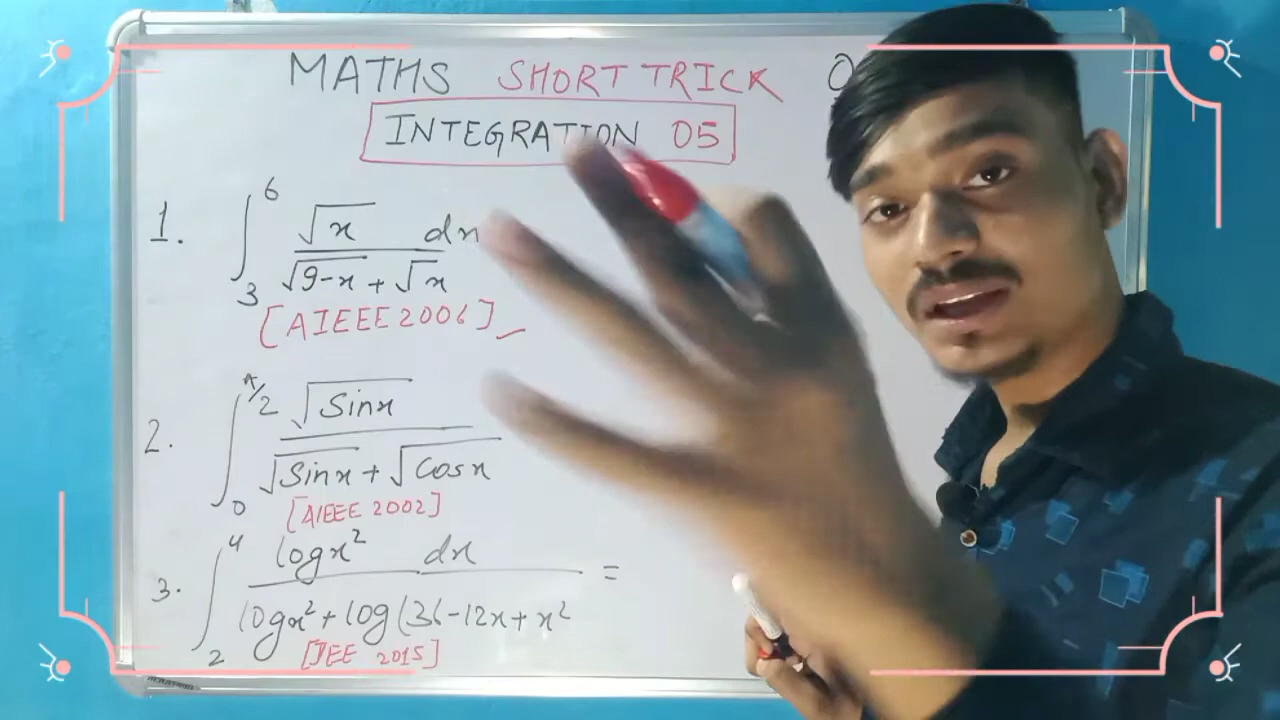 MATHS SHORT TRICK
INTEGRATION 05
1. ∫₃⁶ √x dx / (√9-x + √x)
[AIEEE 2006]
2. ∫₀^π/2 √Sinx / (√Sinx + √Cosx)
[AIEEE 2002]
3. ∫₂⁴ logx² dx / (logx² + log(36-12x+x² =
[JEE 2015]